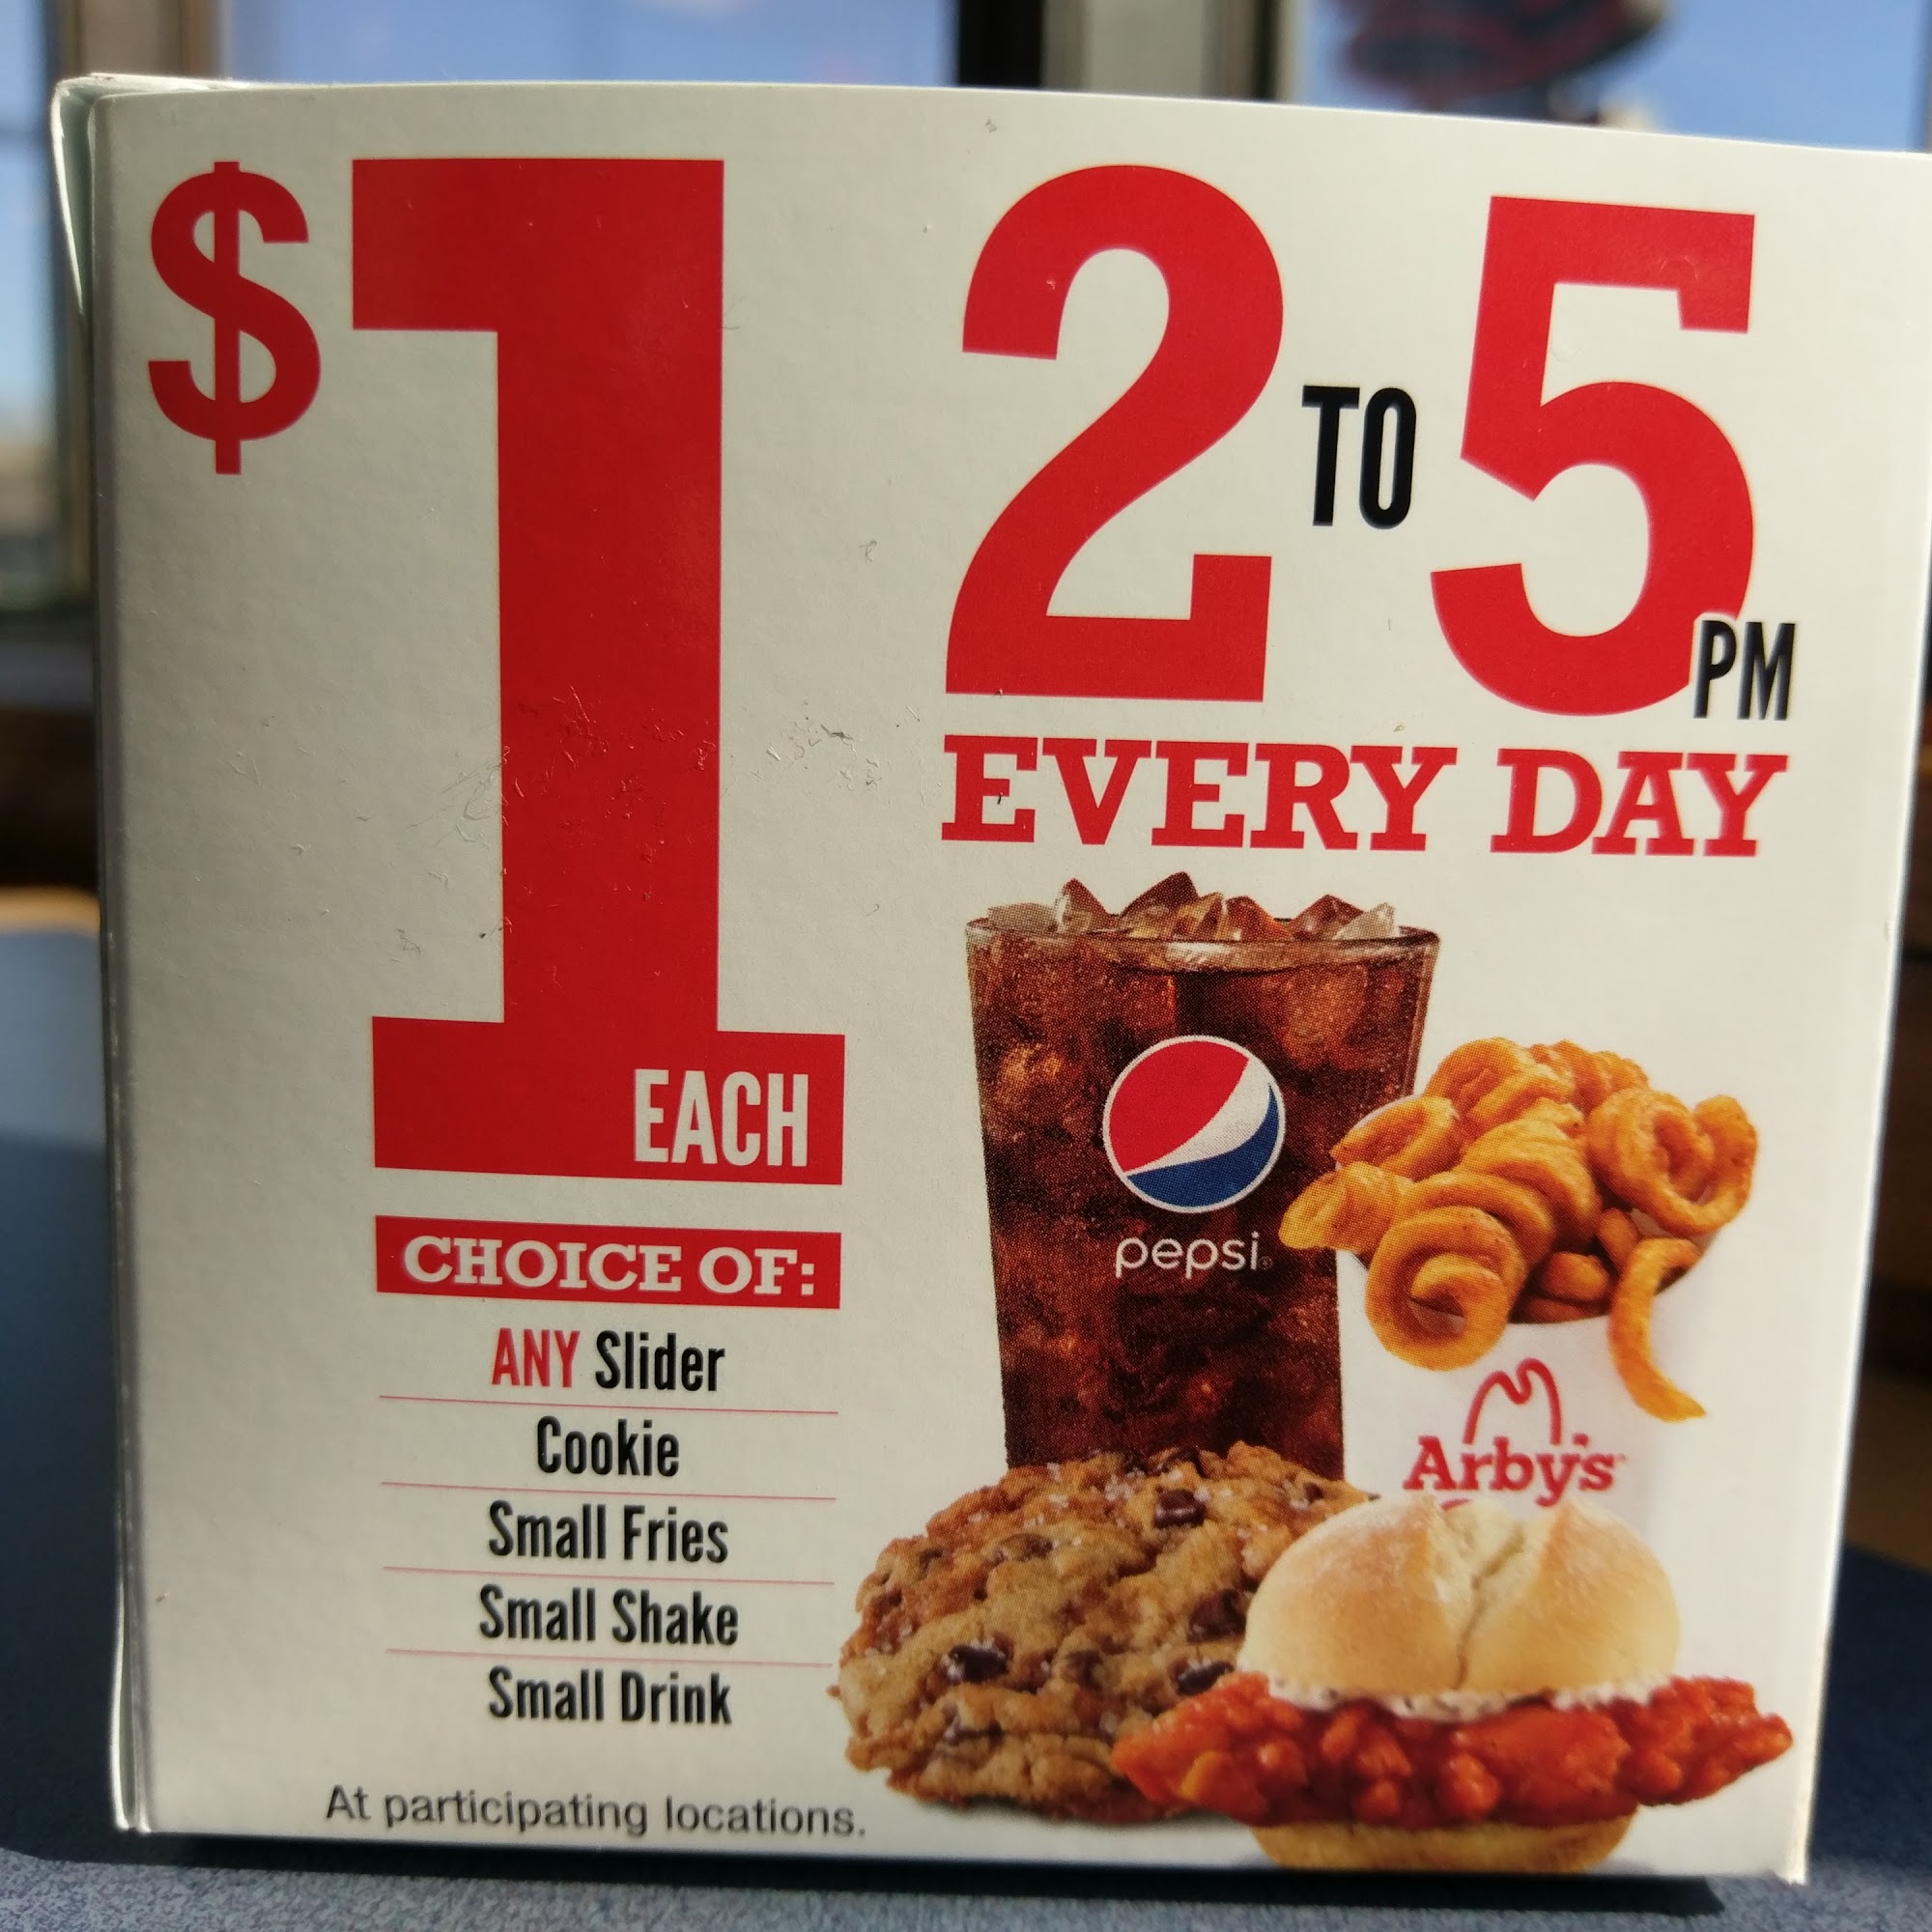 $1
EACH
2 TO 5 PM
EVERY DAY
CHOICE OF:
ANY Slider
Cookie
Small Fries
Small Shake
Small Drink
At participating locations.
pepsi®
Arby's™